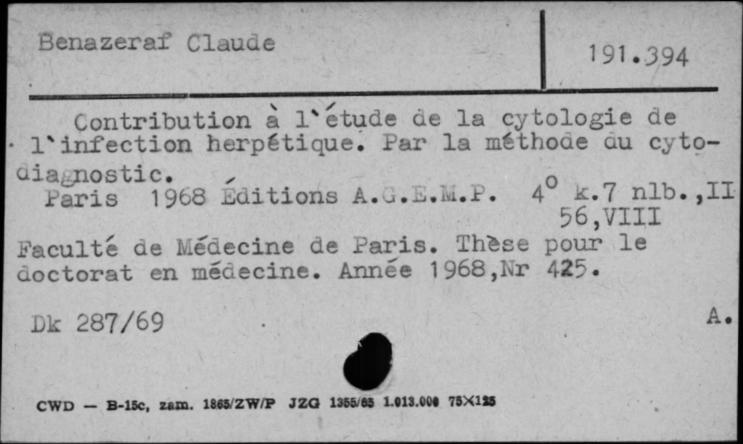 Benazeraf Claude
191.394
Contribution à l'étude de la cytologie de
l'infection herpétique. Par la méthode du cyto-
diagnostic.
Paris 1968 Éditions A.G.E.M.P. 4° k.7 nlb.,II
56,VIII
Faculté de Médecine de Paris. Thèse pour le
doctorat en médecine. Année 1968,Nr 425.
Dk 287/69
A.
CWD — B-15c, zam. 1865/ZW/P JZG 1355/65 1.013.000 75×125